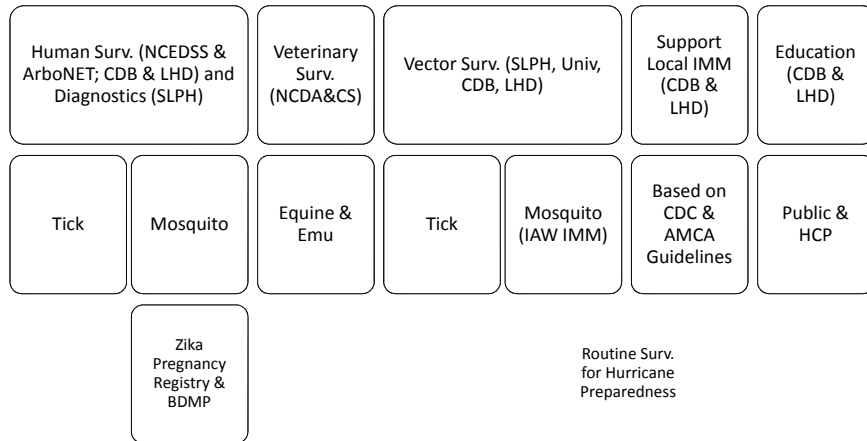 Human Surv. (NCEDSS &
ArboNET; CDB & LHD) and
Diagnostics (SLPH)
Veterinary
Surv.
(NCDA&CS)
Vector Surv. (SLPH, Univ,
CDB, LHD)
Support
Local IMM
(CDB &
LHD)
Education
(CDB &
LHD)
Tick
Mosquito
Equine &
Emu
Tick
Mosquito
(IAW IMM)
Based on
CDC &
AMCA
Guidelines
Public &
HCP
Zika
Pregnancy
Registry &
BDMP
Routine Surv.
for Hurricane
Preparedness